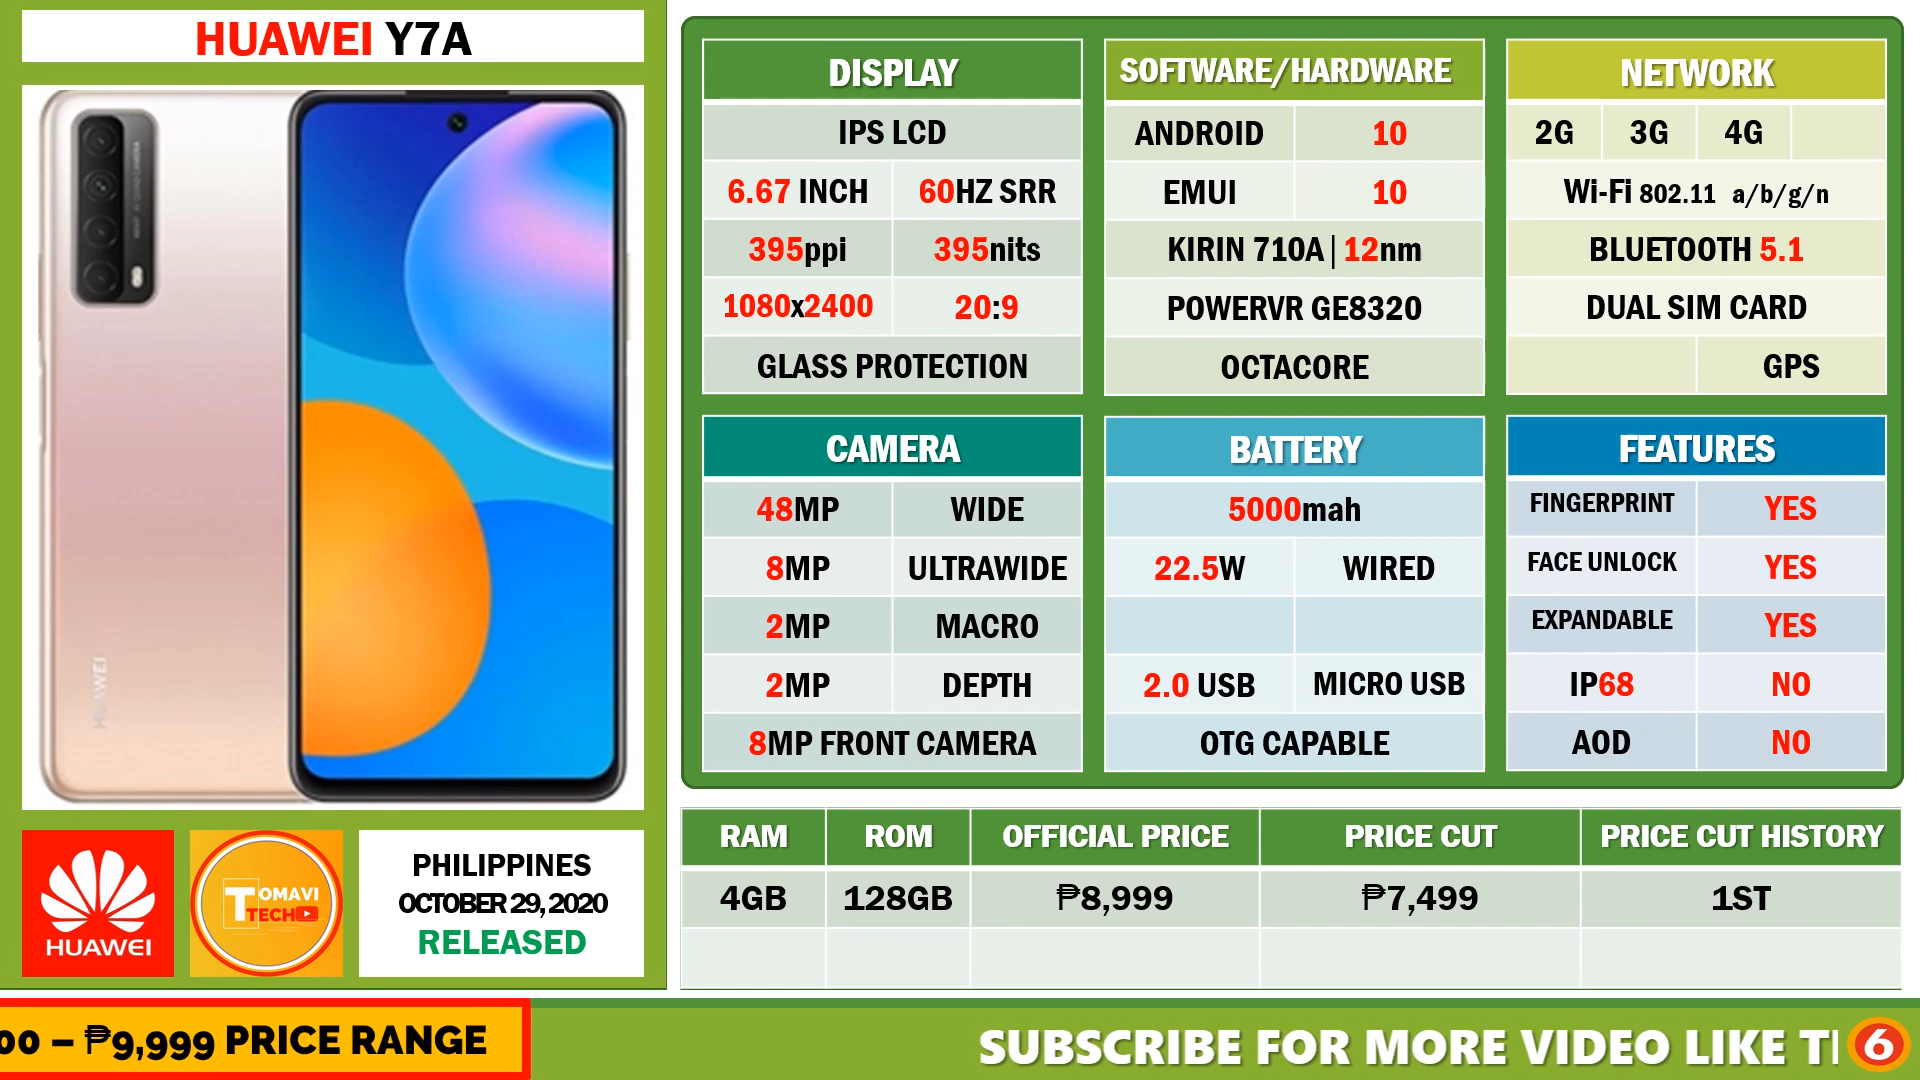 HUAWEI Y7A
HUAWEI
HUAWEI
TOMAVI
TECH
PHILIPPINES
OCTOBER 29, 2020
RELEASED
DISPLAY
IPS LCD
6.67 INCH 60HZ SRR
395ppi 395nits
1080x2400 20:9
GLASS PROTECTION
SOFTWARE/HARDWARE
ANDROID 10
EMUI 10
KIRIN 710A | 12nm
POWERVR GE8320
OCTACORE
NETWORK
2G 3G 4G
Wi-Fi 802.11 a/b/g/n
BLUETOOTH 5.1
DUAL SIM CARD
GPS
CAMERA
48MP WIDE
8MP ULTRAWIDE
2MP MACRO
2MP DEPTH
8MP FRONT CAMERA
BATTERY
5000mah
22.5W WIRED
2.0 USB MICRO USB
OTG CAPABLE
FEATURES
FINGERPRINT YES
FACE UNLOCK YES
EXPANDABLE YES
IP68 NO
AOD NO
RAM ROM OFFICIAL PRICE PRICE CUT PRICE CUT HISTORY
4GB 128GB ₱8,999 ₱7,499 1ST
00 – ₱9,999 PRICE RANGE
SUBSCRIBE FOR MORE VIDEO LIKE T
6